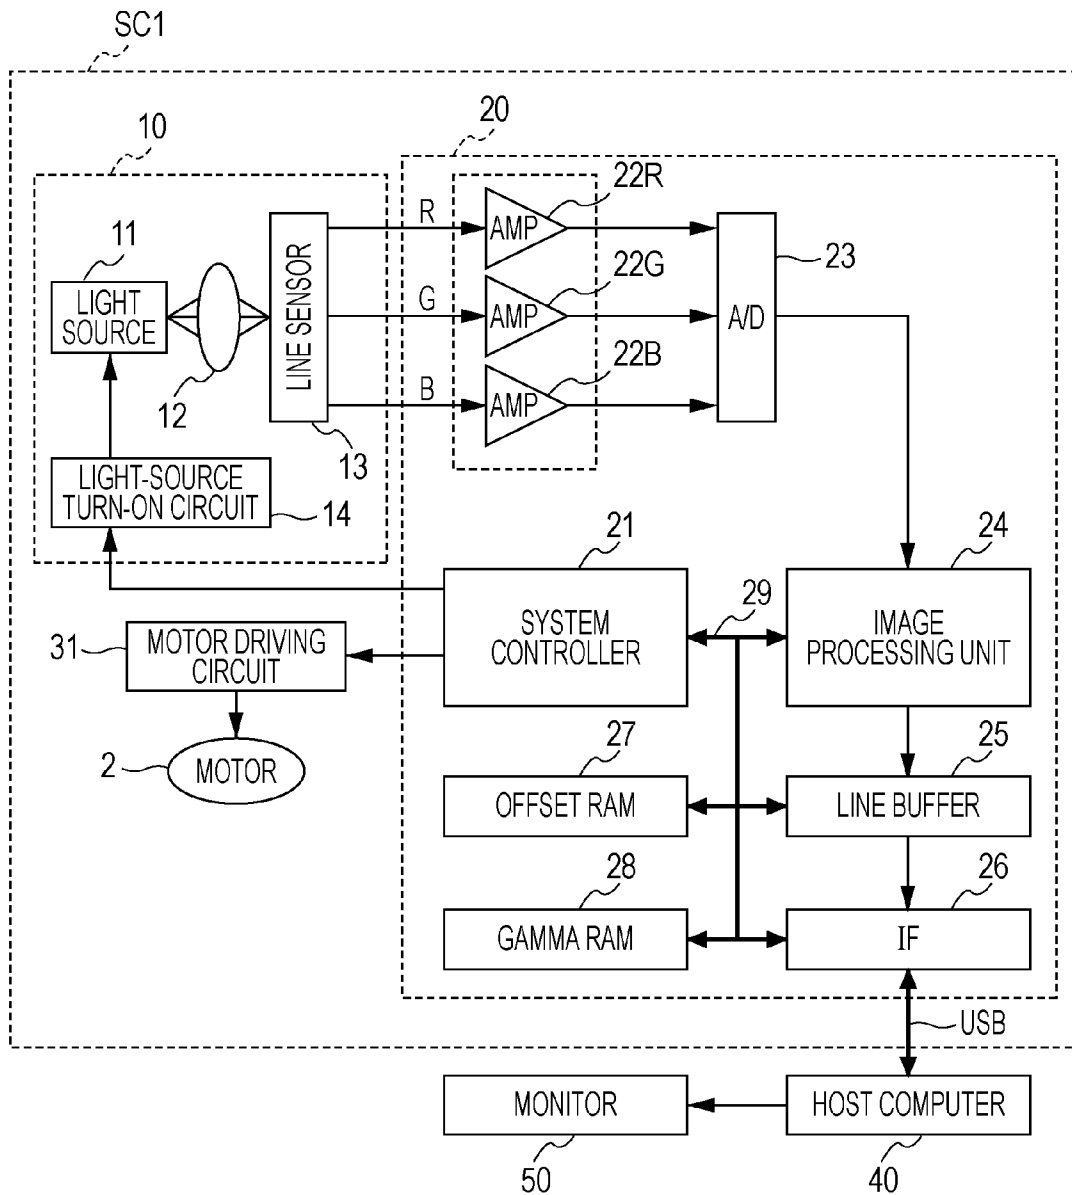 SC1
10
20
22R
R
AMP
11
22G
23
LIGHT
SOURCE
LINE SENSOR
G
AMP
A/D
22B
12
B
AMP
13
LIGHT-SOURCE
TURN-ON CIRCUIT
14
21
24
29
SYSTEM
CONTROLLER
IMAGE
PROCESSING UNIT
31
MOTOR DRIVING
CIRCUIT
27
25
2
MOTOR
OFFSET RAM
LINE BUFFER
28
26
GAMMA RAM
IF
USB
MONITOR
HOST COMPUTER
50
40